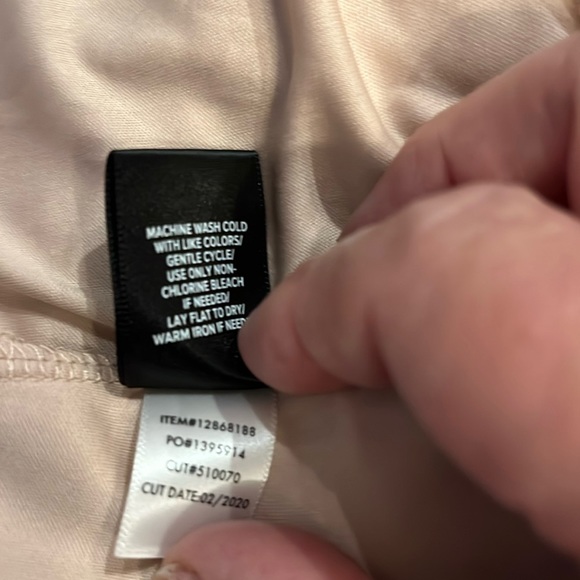 MACHINE WASH COLD
WITH LIKE COLORS/
GENTLE CYCLE/
USE ONLY NON-
CHLORINE BLEACH
IF NEEDED/
LAY FLAT TO DRY/
WARM IRON IF NEED
ITEM#12868188
PO#1395914
CUT#510070
CUT DATE:02/2020